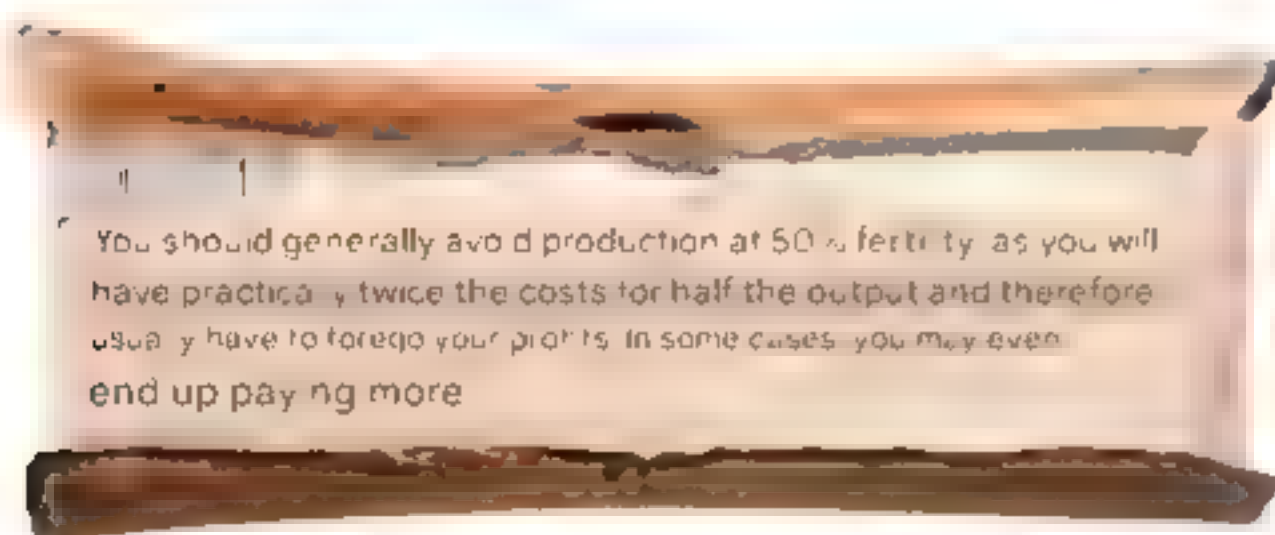 You should generally avoid production at 50 % fertility as you will
have practically twice the costs for half the output and therefore
usually have to forego your profits. In some cases you may even
end up paying more